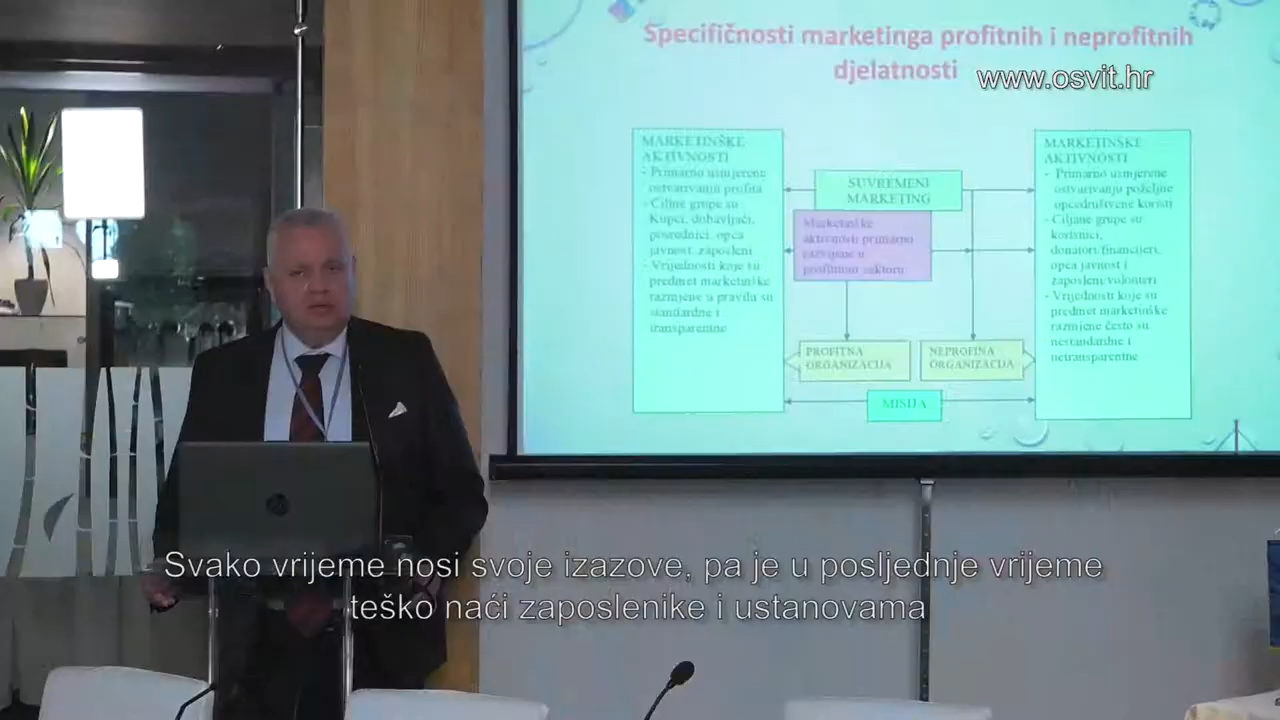 Specifičnosti marketinga profitnih i neprofitnih
djelatnosti
www.osvit.hr
MARKETINŠKE
AKTIVNOSTI
- Primarno usmjerene
ostvarivanju profita
- Ciljne grupe su
Kupci, dobavljači,
posrednici, opća
javnost, zaposleni
- Vrijednosti koje su
predmet marketinške
razmjene u pravilu su
standardne i
transparentne
SUVREMENI
MARKETING
Marketinške
aktivnosti primarno
razvijane u
profitnom sektoru
PROFITNA
ORGANIZACIJA
NEPROFINA
ORGANIZACIJA
MISIJA
MARKETINŠKE
AKTIVNOSTI
- Primarno usmjerene
ostvarivanju poželjne
općedruštvene koristi
- Ciljane grupe su
korisnici,
donatori/financijeri,
opća javnost i
zaposleni/volonteri
- Vrijednosti koje su
predmet marketinške
razmjene često su
nestandardne i
netransparentne
Svako vrijeme nosi svoje izazove, pa je u posljednje vrijeme
teško naći zaposlenike i ustanovama